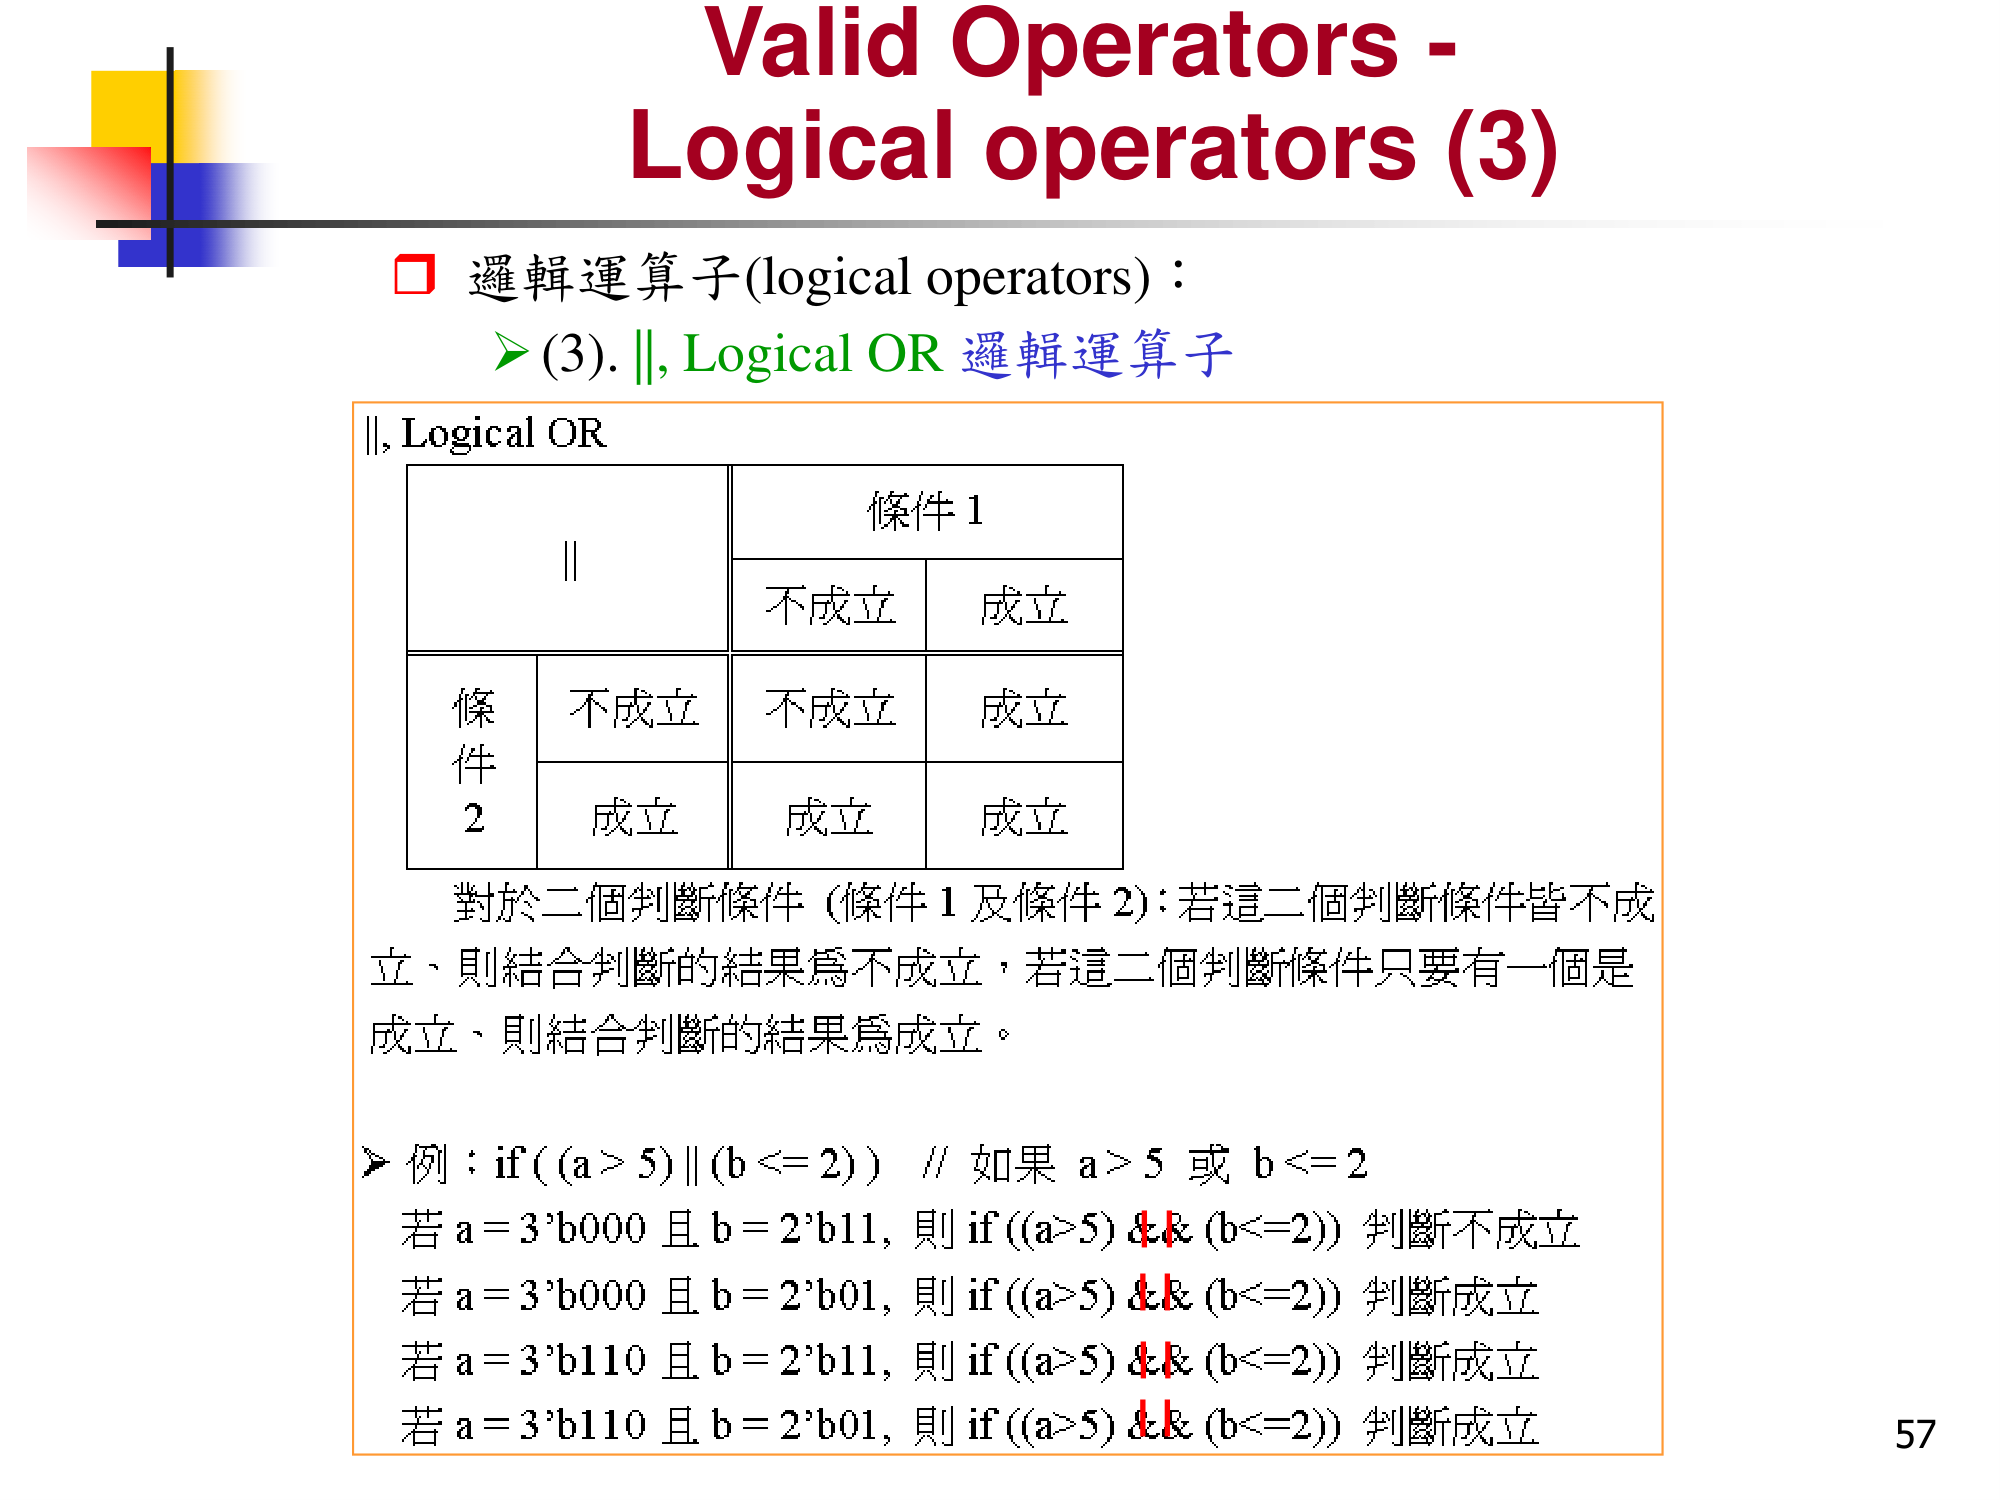 Valid Operators -
Logical operators (3)
邏輯運算子(logical operators)：
(3). ||, Logical OR 邏輯運算子
||, Logical OR
||
條件 1
不成立 成立
條
件
2
不成立 不成立 成立
成立 成立 成立
對於二個判斷條件 (條件 1 及條件 2)：若這二個判斷條件皆不成
立、則結合判斷的結果為不成立，若這二個判斷條件只要有一個是
成立、則結合判斷的結果為成立。
例：if ( (a > 5) || (b <= 2) ) // 如果 a > 5 或 b <= 2
若 a = 3’b000 且 b = 2’b11, 則 if ((a>5) && (b<=2)) 判斷不成立
若 a = 3’b000 且 b = 2’b01, 則 if ((a>5) && (b<=2)) 判斷成立
若 a = 3’b110 且 b = 2’b11, 則 if ((a>5) && (b<=2)) 判斷成立
若 a = 3’b110 且 b = 2’b01, 則 if ((a>5) && (b<=2)) 判斷成立
57